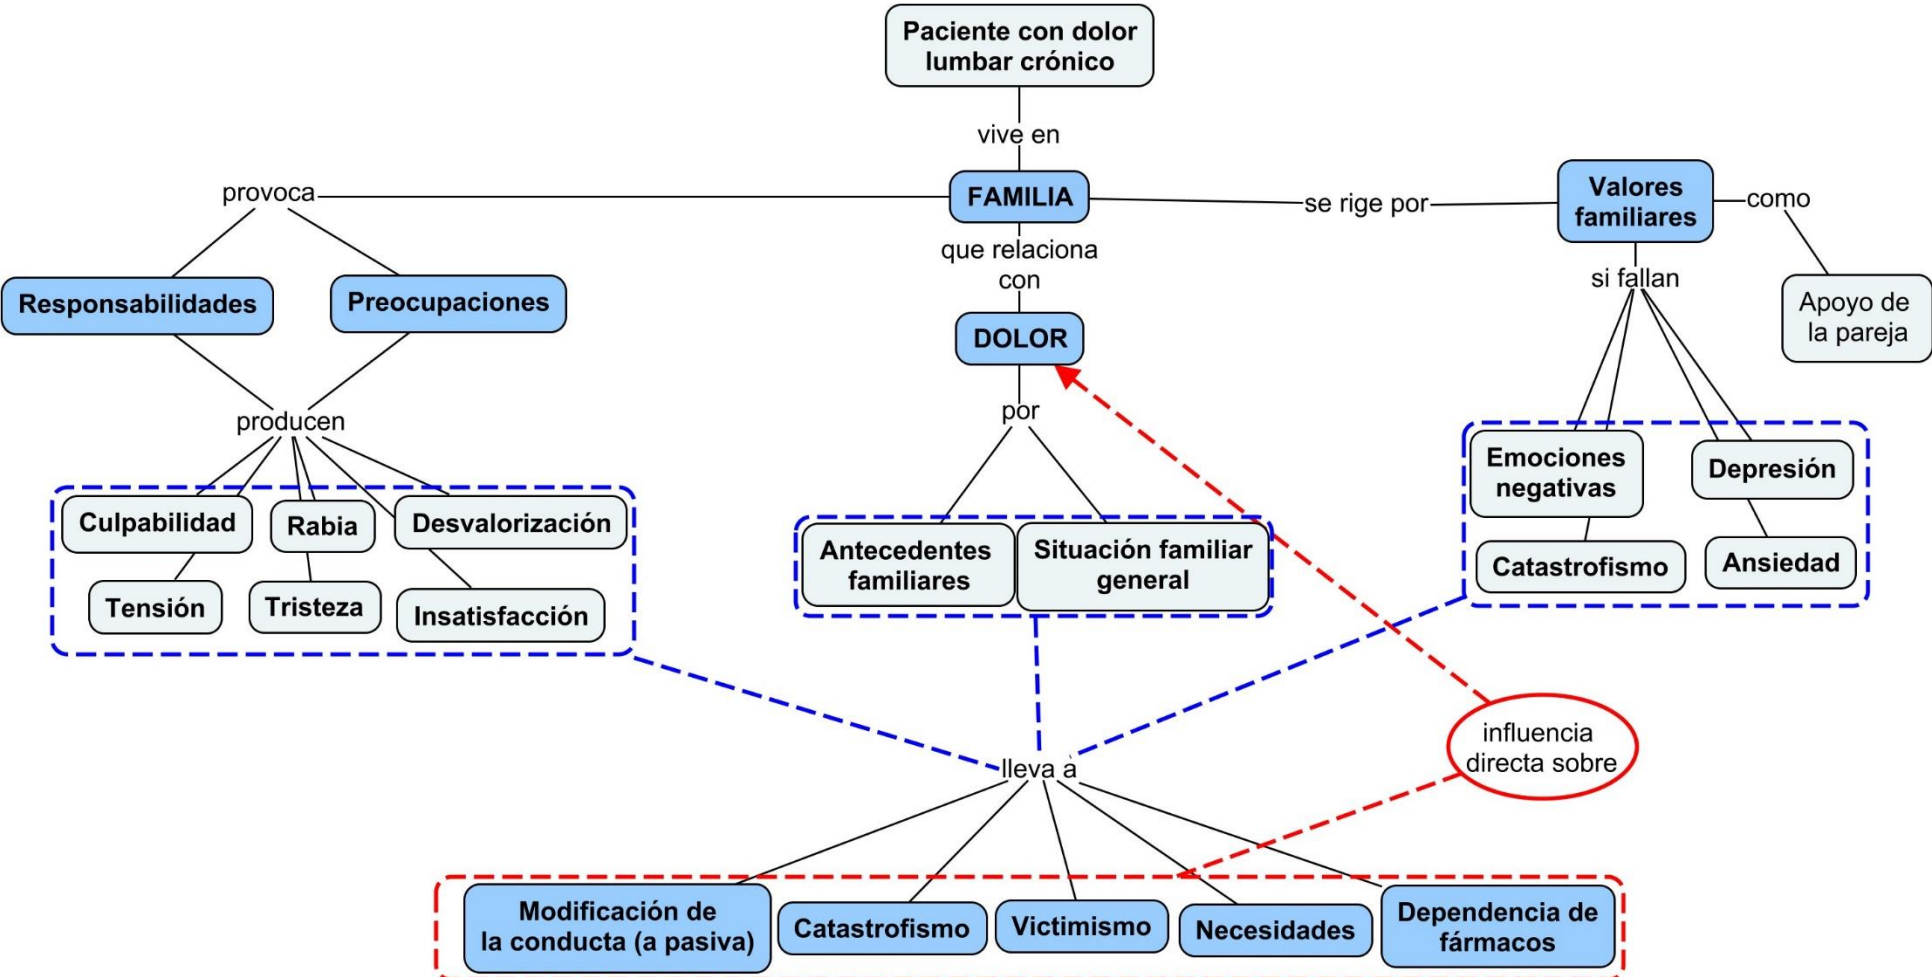 Paciente con dolor
lumbar crónico
vive en
provoca
FAMILIA
se rige por
Valores
familiares
como
que relaciona
con
si fallan
Responsabilidades
Preocupaciones
DOLOR
Apoyo de
la pareja
producen
por
Emociones
negativas
Depresión
Culpabilidad
Rabia
Desvalorización
Antecedentes
familiares
Situación familiar
general
Catastrofismo
Ansiedad
Tensión
Tristeza
Insatisfacción
influencia
directa sobre
lleva a
Modificación de
la conducta (a pasiva)
Catastrofismo
Victimismo
Necesidades
Dependencia de
fármacos